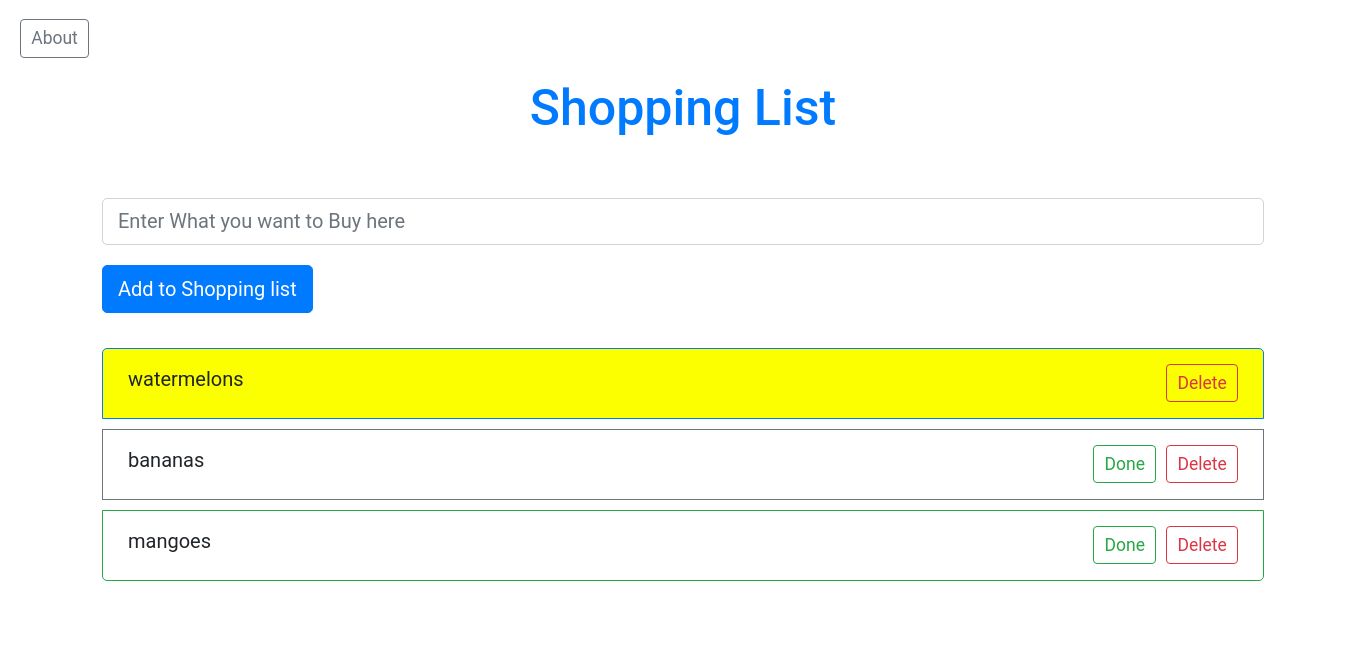 About
Shopping List
Enter What you want to Buy here
Add to Shopping list
watermelons Delete
bananas Done Delete
mangoes Done Delete